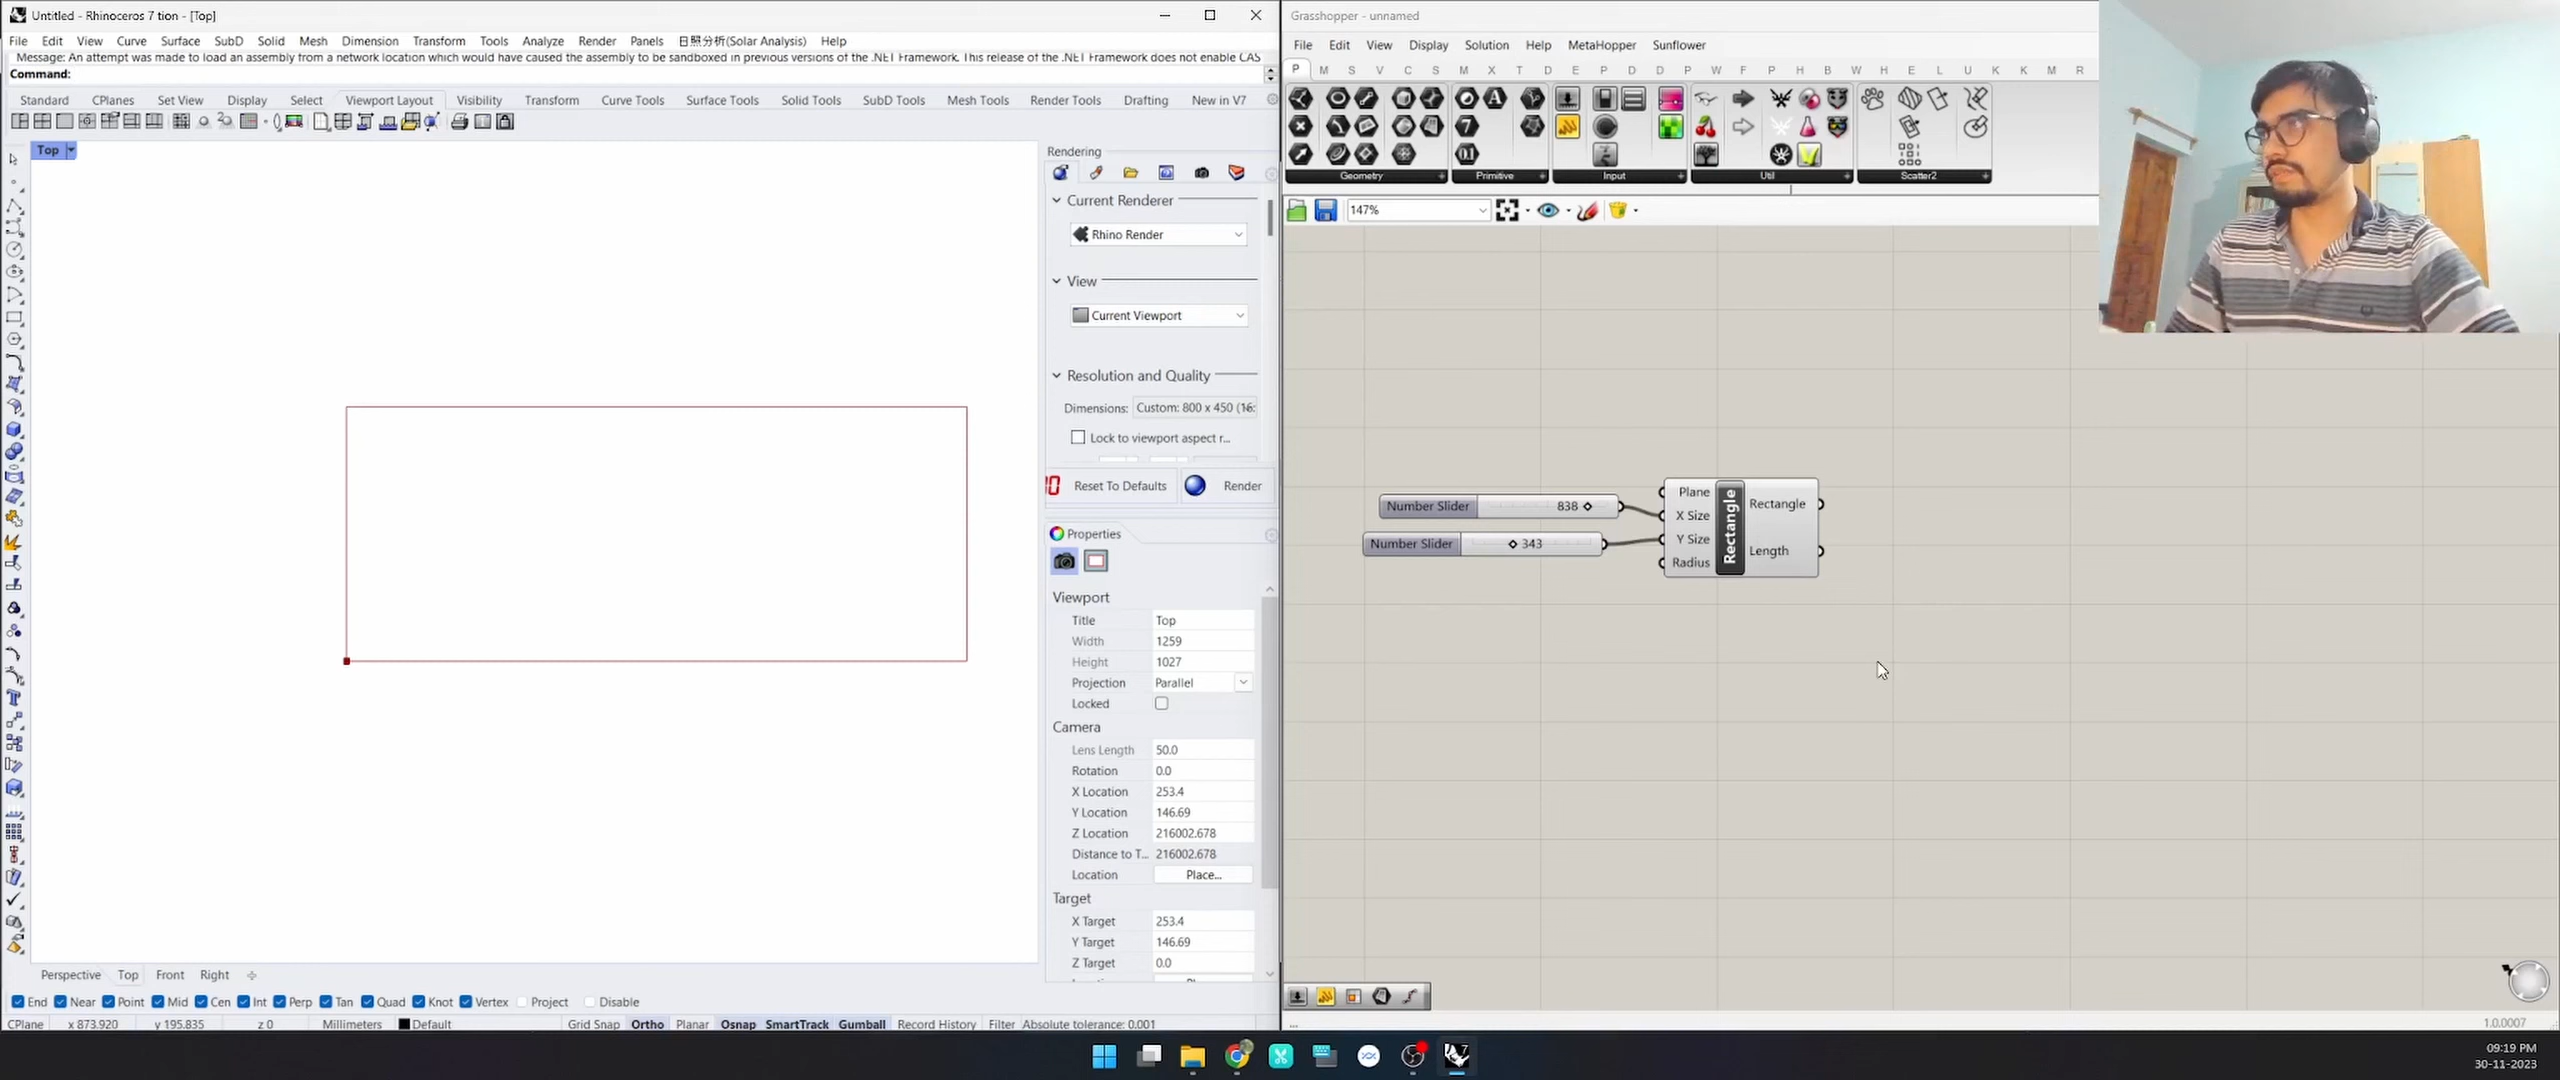 Untitled - Rhinoceros 7 tion - [Top]
File Edit View Curve Surface SubD Solid Mesh Dimension Transform Tools Analyze Render Panels 日照分析(Solar Analysis) Help
Message: An attempt was made to load an assembly from a network location which would have caused the assembly to be sandboxed in previous versions of the .NET Framework. This release of the .NET Framework does not enable CAS
Command:
Standard CPlanes Set View Display Select Viewport Layout Visibility Transform Curve Tools Surface Tools Solid Tools SubD Tools Mesh Tools Render Tools Drafting New in V7
Top
Rendering
Current Renderer
Rhino Render
View
Current Viewport
Resolution and Quality
Dimensions: Custom: 800 x 450 (16:
Lock to viewport aspect r...
Reset To Defaults Render
Properties
Viewport
Title Top
Width 1259
Height 1027
Projection Parallel
Locked
Camera
Lens Length 50.0
Rotation 0.0
X Location 253.4
Y Location 146.69
Z Location 216002.678
Distance to T... 216002.678
Location Place...
Target
X Target 253.4
Y Target 146.69
Z Target 0.0
Perspective Top Front Right
End Near Point Mid Cen Int Perp Tan Quad Knot Vertex Project Disable
CPlane x 873.920 y 195.835 z 0 Millimeters Default Grid Snap Ortho Planar Osnap SmartTrack Gumball Record History Filter Absolute tolerance: 0.001
Grasshopper - unnamed
File Edit View Display Solution Help MetaHopper Sunflower
P M S V C S M X T D E P D D P W F P H B W H E L U K K M R
Geometry Primitive Input Util Scatter2
147%
Number Slider 838
Number Slider 343
Plane
X Size
Y Size
Radius
Rectangle
Rectangle
Length
...
1.0.0007
09:19 PM
30-11-2023